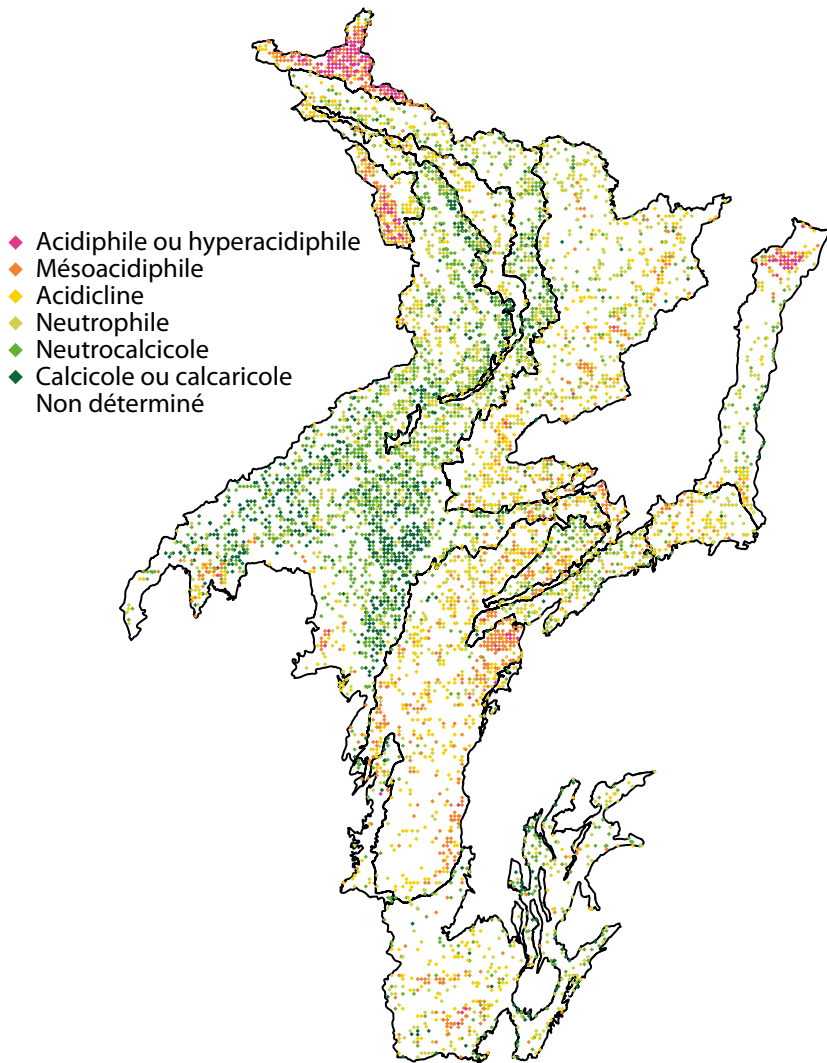 Acidiphile ou hyperacidiphile
Mésoacidiphile
Acidicline
Neutrophile
Neutrocalcicole
Calcicole ou calcaricole
Non déterminé